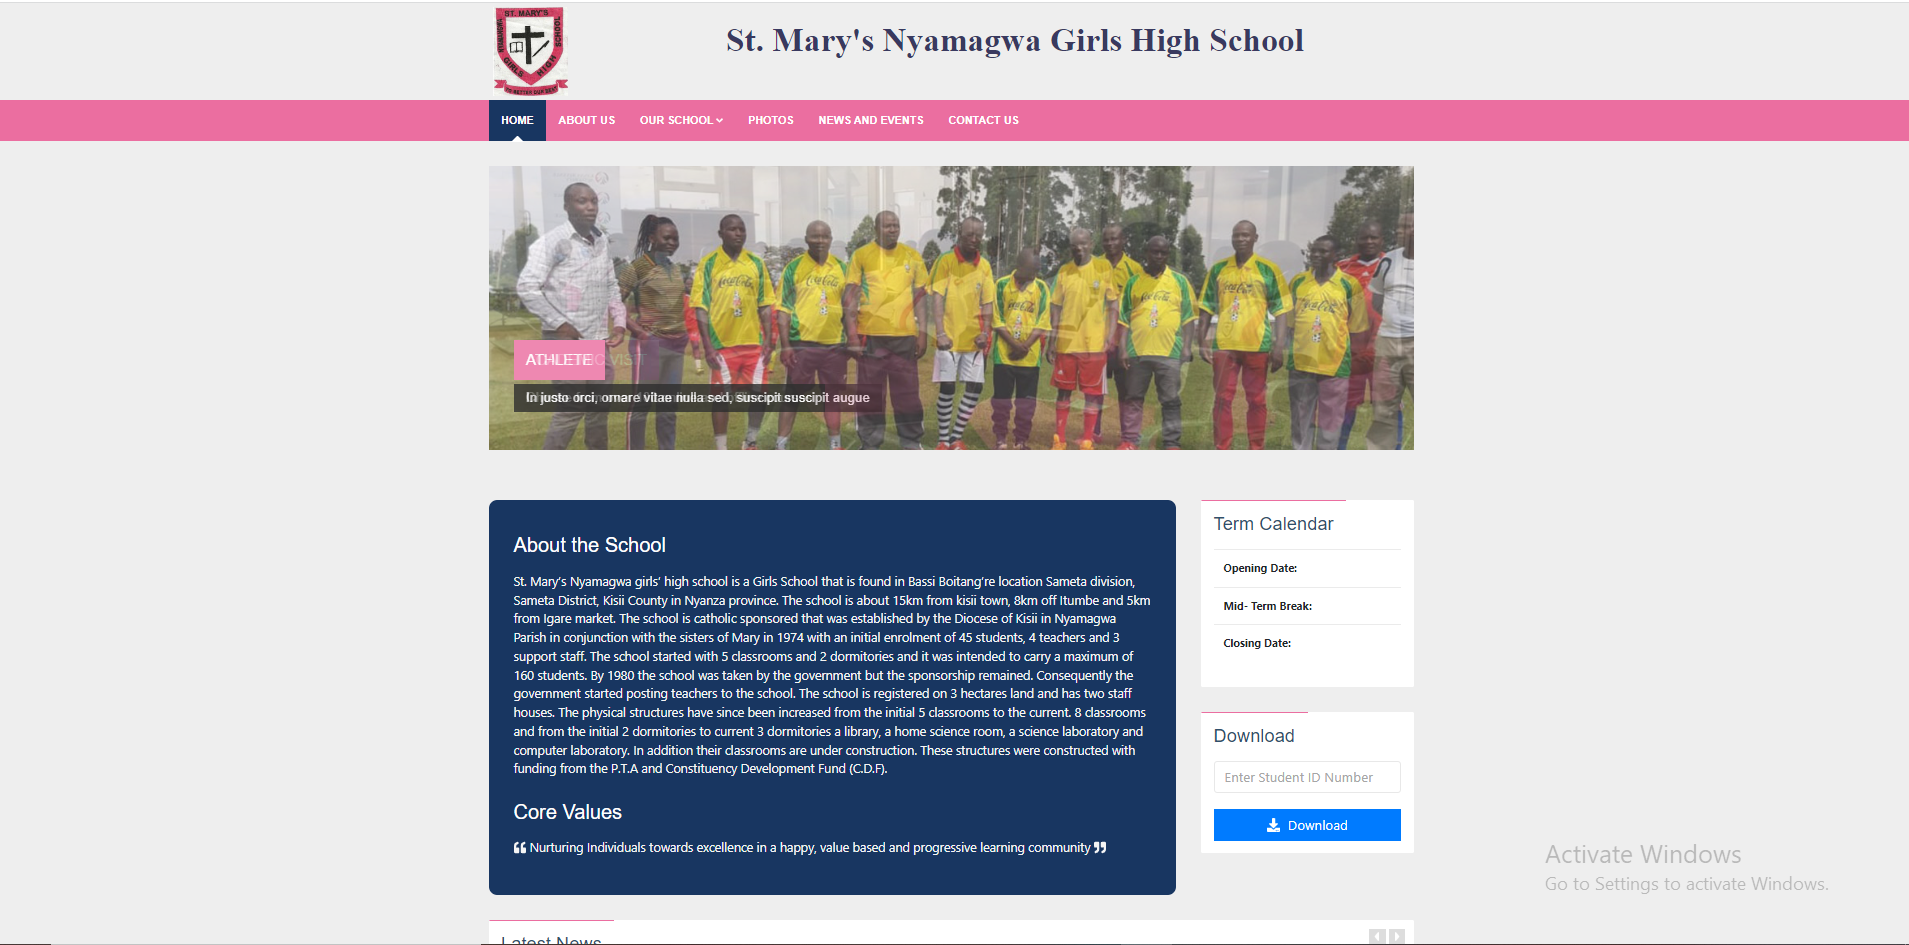 ST. MARY'S
NYAMAGWA
GIRLS HIGH
SCHOOL
St. Mary's Nyamagwa Girls High School
HOME
ABOUT US
OUR SCHOOL
PHOTOS
NEWS AND EVENTS
CONTACT US
Coca-Cola
Coca-Cola
Coca-Cola
Coca-Cola
Coca-Cola
ATHLETE
VISIT
In justo orci, ornare vitae nulla sed, suscipit suscipit augue
About the School
St. Mary’s Nyamagwa girls’ high school is a Girls School that is found in Bassi Boitang’re location Sameta division,
Sameta District, Kisii County in Nyanza province. The school is about 15km from kisii town, 8km off Itumbe and 5km
from Igare market. The school is catholic sponsored that was established by the Diocese of Kisii in Nyamagwa
Parish in conjunction with the sisters of Mary in 1974 with an initial enrolment of 45 students, 4 teachers and 3
support staff. The school started with 5 classrooms and 2 dormitories and it was intended to carry a maximum of
160 students. By 1980 the school was taken by the government but the sponsorship remained. Consequently the
government started posting teachers to the school. The school is registered on 3 hectares land and has two staff
houses. The physical structures have since been increased from the initial 5 classrooms to the current. 8 classrooms
and from the initial 2 dormitories to current 3 dormitories a library, a home science room, a science laboratory and
computer laboratory. In addition their classrooms are under construction. These structures were constructed with
funding from the P.T.A and Constituency Development Fund (C.D.F).
Core Values
Nurturing Individuals towards excellence in a happy, value based and progressive learning community
Term Calendar
Opening Date:
Mid- Term Break:
Closing Date:
Download
Enter Student ID Number
Download
Activate Windows
Go to Settings to activate Windows.
Latest News